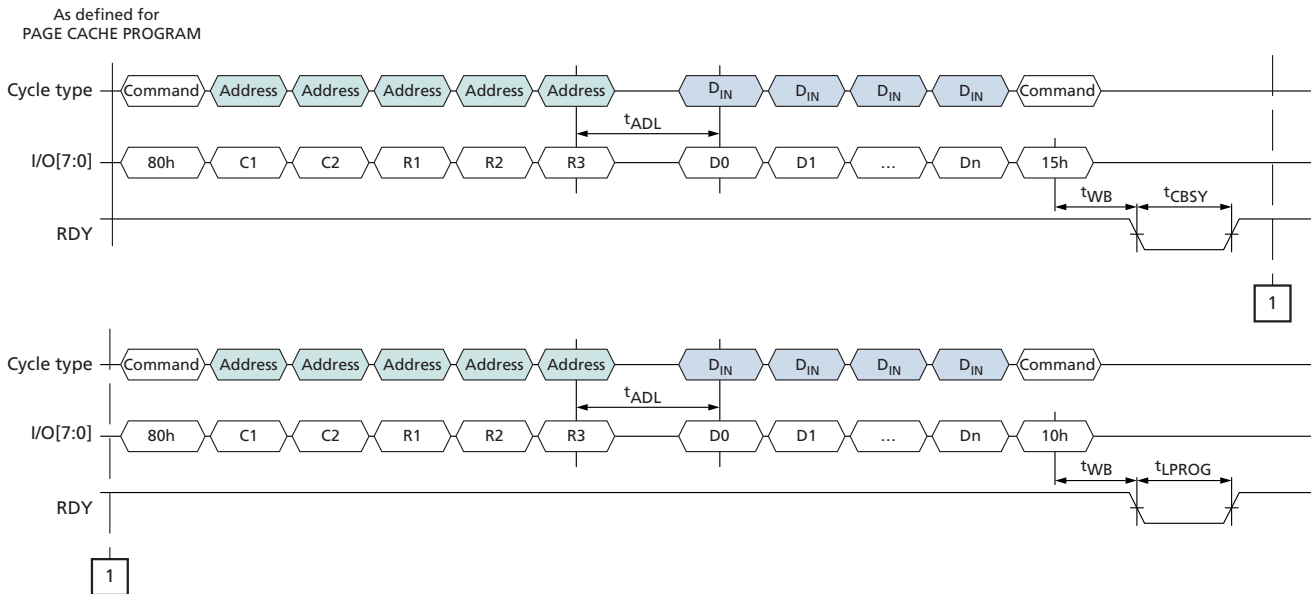 As defined for
PAGE CACHE PROGRAM
Cycle type Command Address Address Address Address Address DIN DIN DIN DIN Command
tADL
I/O[7:0] 80h C1 C2 R1 R2 R3 D0 D1 … Dn 15h
tWB tCBSY
RDY
1
Cycle type Command Address Address Address Address Address DIN DIN DIN DIN Command
tADL
I/O[7:0] 80h C1 C2 R1 R2 R3 D0 D1 … Dn 10h
tWB tLPROG
RDY
1